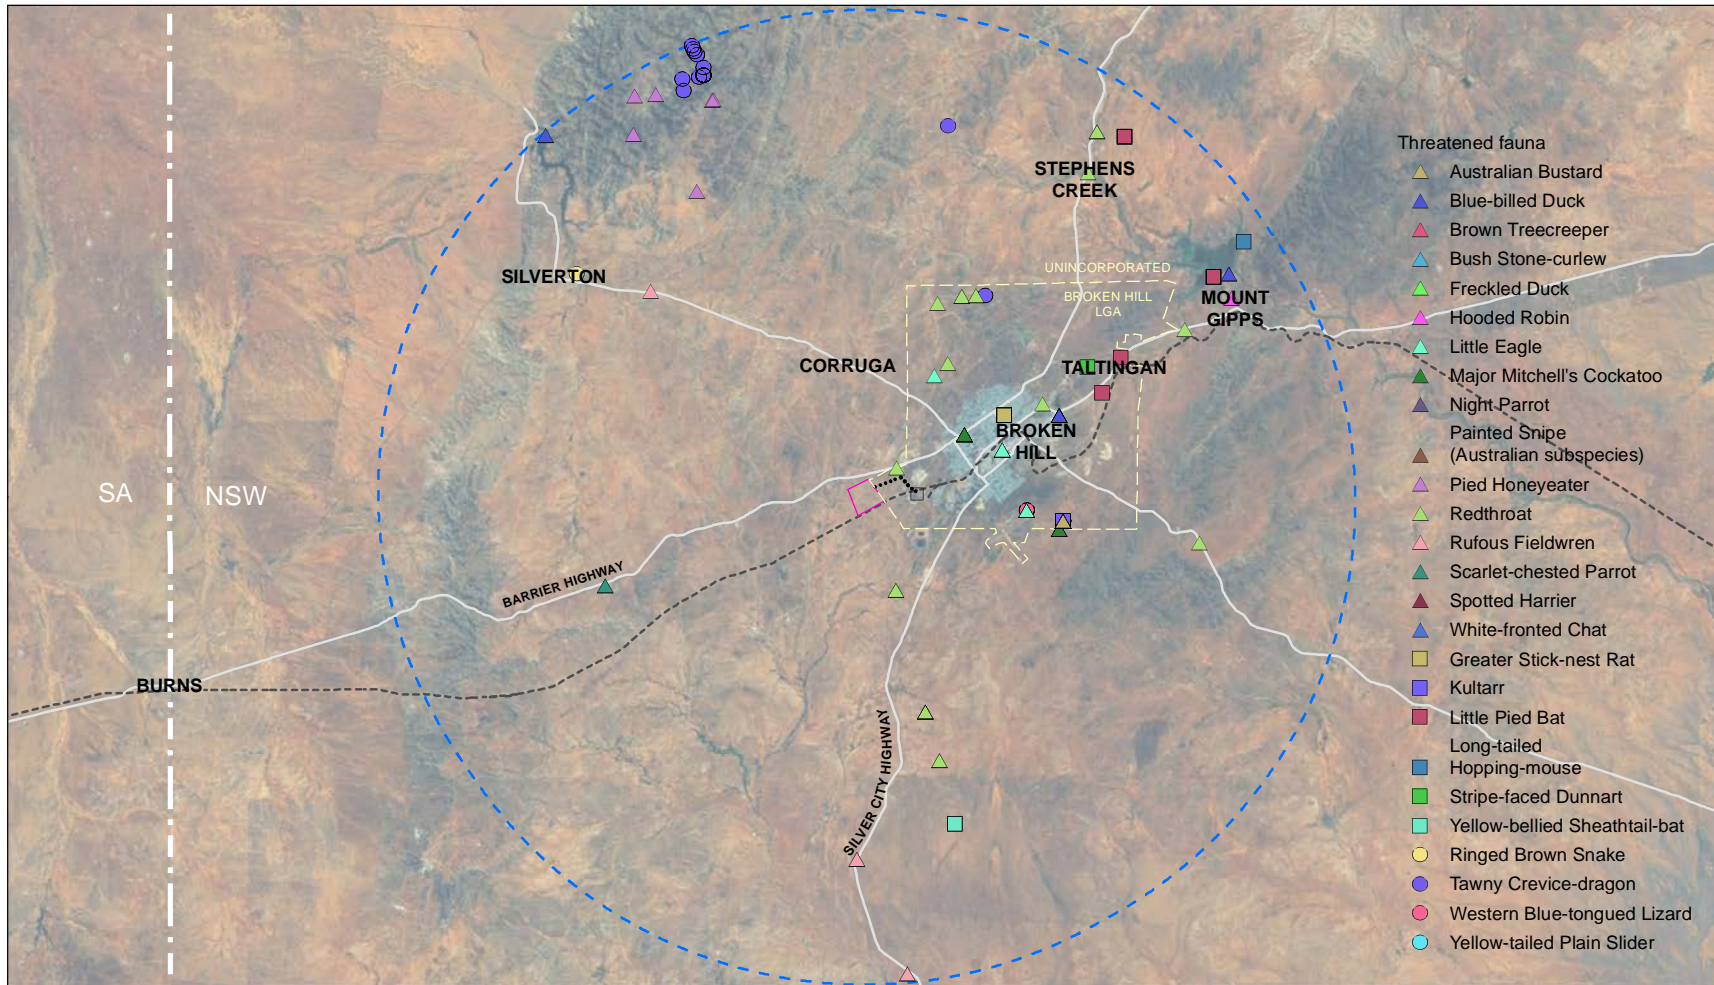 STEPHENS
CREEK
SILVERTON
UNINCORPORATED
BROKEN HILL
LGA
MOUNT
GIPPS
CORRUGA
TALTINGAN
BROKEN
HILL
SA
NSW
BARRIER HIGHWAY
BURNS
SILVER CITY HIGHWAY
Threatened fauna
Australian Bustard
Blue-billed Duck
Brown Treecreeper
Bush Stone-curlew
Freckled Duck
Hooded Robin
Little Eagle
Major Mitchell's Cockatoo
Night Parrot
Painted Snipe
(Australian subspecies)
Pied Honeyeater
Redthroat
Rufous Fieldwren
Scarlet-chested Parrot
Spotted Harrier
White-fronted Chat
Greater Stick-nest Rat
Kultarr
Little Pied Bat
Long-tailed
Hopping-mouse
Stripe-faced Dunnart
Yellow-bellied Sheathtail-bat
Ringed Brown Snake
Tawny Crevice-dragon
Western Blue-tongued Lizard
Yellow-tailed Plain Slider